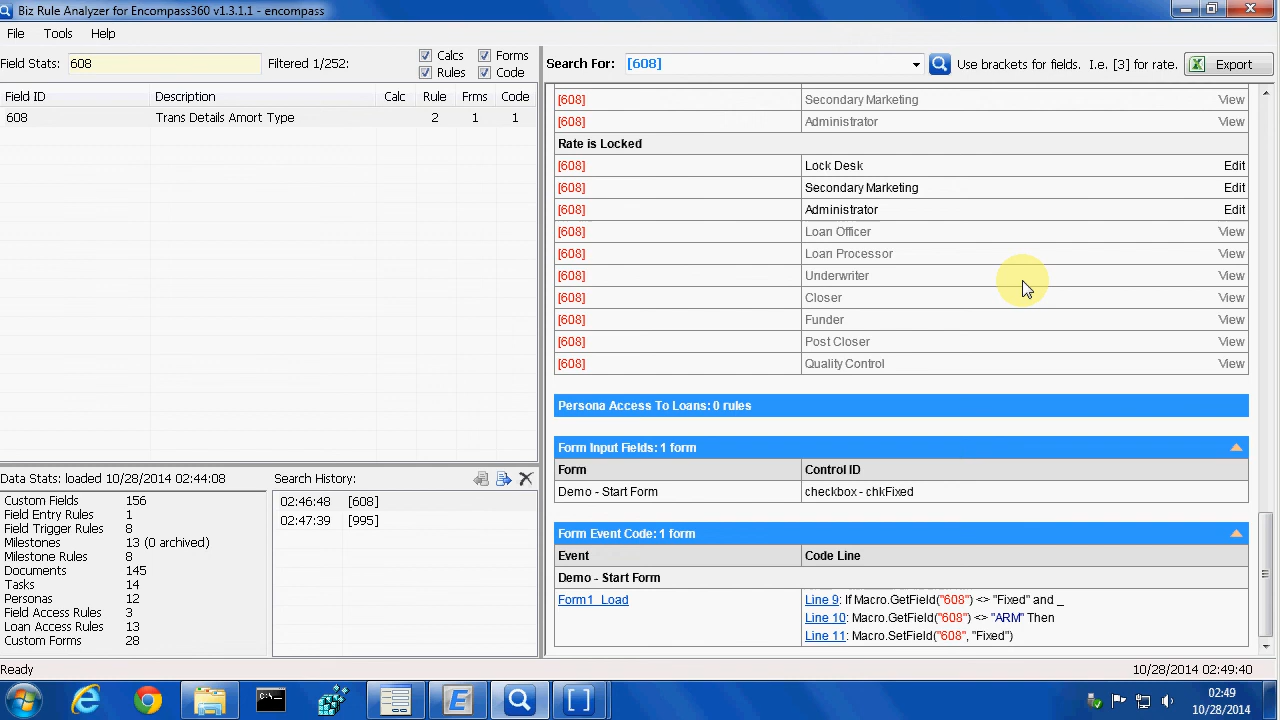 Biz Rule Analyzer for Encompass360 v1.3.1.1 - encompass
File Tools Help
Field Stats: 608 Filtered 1/252: Calcs Forms Rules Code
Field ID Description Calc Rule Frms Code
608 Trans Details Amort Type 2 1 1
Search For: [608] Use brackets for fields. I.e. [3] for rate. Export
[608] Secondary Marketing View
[608] Administrator View
Rate is Locked
[608] Lock Desk Edit
[608] Secondary Marketing Edit
[608] Administrator Edit
[608] Loan Officer View
[608] Loan Processor View
[608] Underwriter View
[608] Closer View
[608] Funder View
[608] Post Closer View
[608] Quality Control View
Persona Access To Loans: 0 rules
Form Input Fields: 1 form
Form Control ID
Demo - Start Form checkbox - chkFixed
Form Event Code: 1 form
Event Code Line
Demo - Start Form
Form1_Load Line 9: If Macro.GetField("608") <> "Fixed" and _
Line 10: Macro.GetField("608") <> "ARM" Then
Line 11: Macro.SetField("608", "Fixed")
Data Stats: loaded 10/28/2014 02:44:08
Custom Fields 156
Field Entry Rules 1
Field Trigger Rules 8
Milestones 13 (0 archived)
Milestone Rules 8
Documents 145
Tasks 14
Personas 12
Field Access Rules 3
Loan Access Rules 13
Custom Forms 28
Search History:
02:46:48 [608]
02:47:39 [995]
Ready 10/28/2014 02:49:40
02:49
10/28/2014